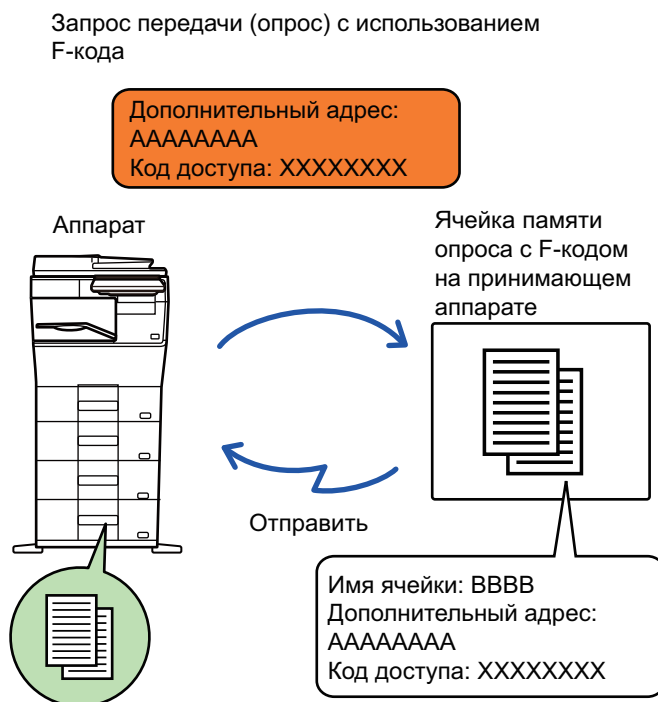 Запрос передачи (опрос) с использованием
F-кода
Дополнительный адрес:
AAAAAAAA
Код доступа: XXXXXXXX
Аппарат
Ячейка памяти
опроса с F-кодом
на принимающем
аппарате
Отправить
Имя ячейки: BBBB
Дополнительный адрес:
AAAAAAAA
Код доступа: XXXXXXXX